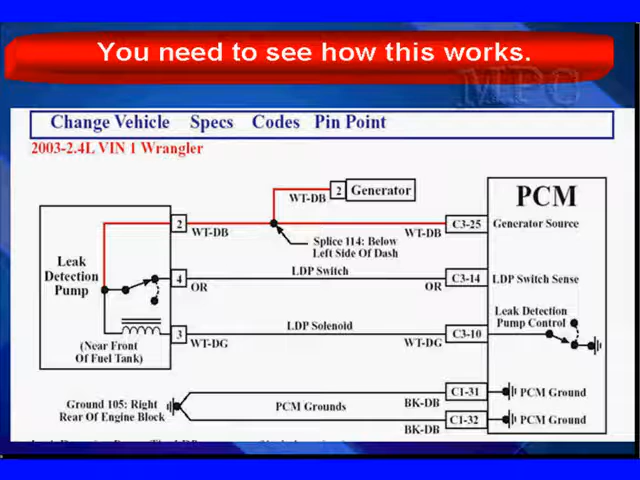 You need to see how this works.
MPC
Change Vehicle Specs Codes Pin Point
2003-2.4L VIN 1 Wrangler
2 Generator
WT-DB
PCM
2
WT-DB
WT-DB
C3-25
Generator Source
Splice 114: Below
Left Side Of Dash
Leak
Detection
Pump
4
OR
LDP Switch
OR
C3-14
LDP Switch Sense
Leak Detection
Pump Control
3
WT-DG
LDP Solenoid
WT-DG
C3-10
(Near Front
Of Fuel Tank)
Ground 105: Right
Rear Of Engine Block
PCM Grounds
BK-DB
C1-31
PCM Ground
BK-DB
C1-32
PCM Ground